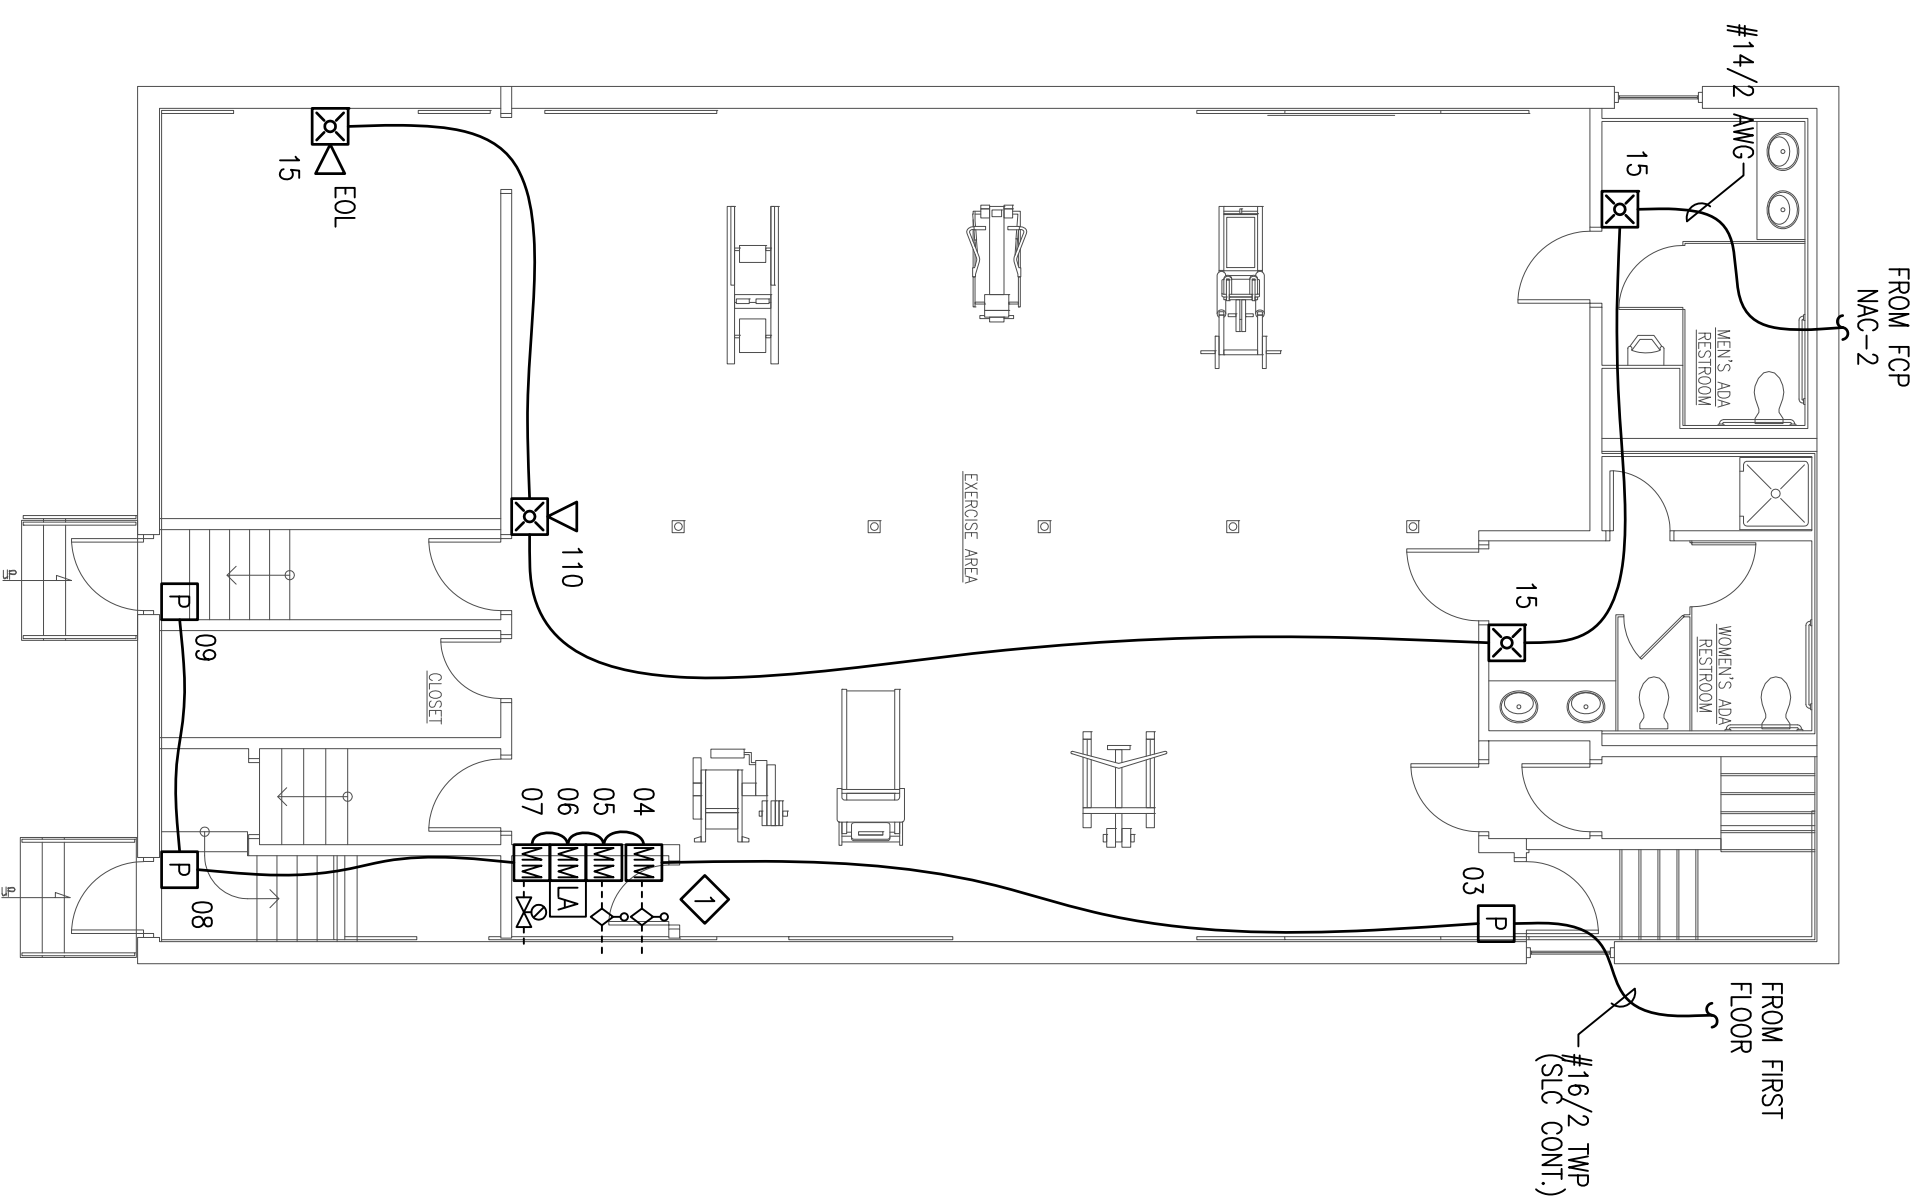 #14/2 AWG
FROM FCP
NAC-2
15
MEN'S ADA
RESTROOM
15
EOL
EXERCISE AREA
110
15
WOMEN'S ADA
RESTROOM
UP
P
09
CLOSET
07
06
05
04
MM
MM
MM
MM
LA
1
03
P
P
08
UP
FROM FIRST
FLOOR
#16/2 TWP
(SLC CONT.)